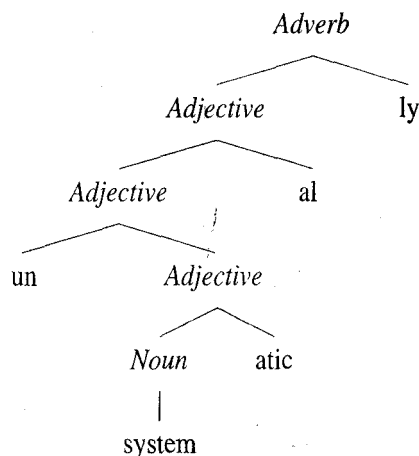 Adverb
Adjective ly
Adjective al
un Adjective
Noun atic
system